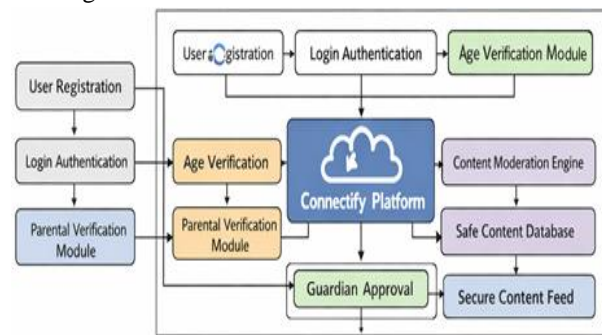 User Registration
Login Authentication
Age Verification Module
User Registration
Login Authentication
Age Verification
Content Moderation Engine
Connectify Platform
Parental Verification
Module
Parental Verification
Module
Safe Content Database
Guardian Approval
Secure Content Feed